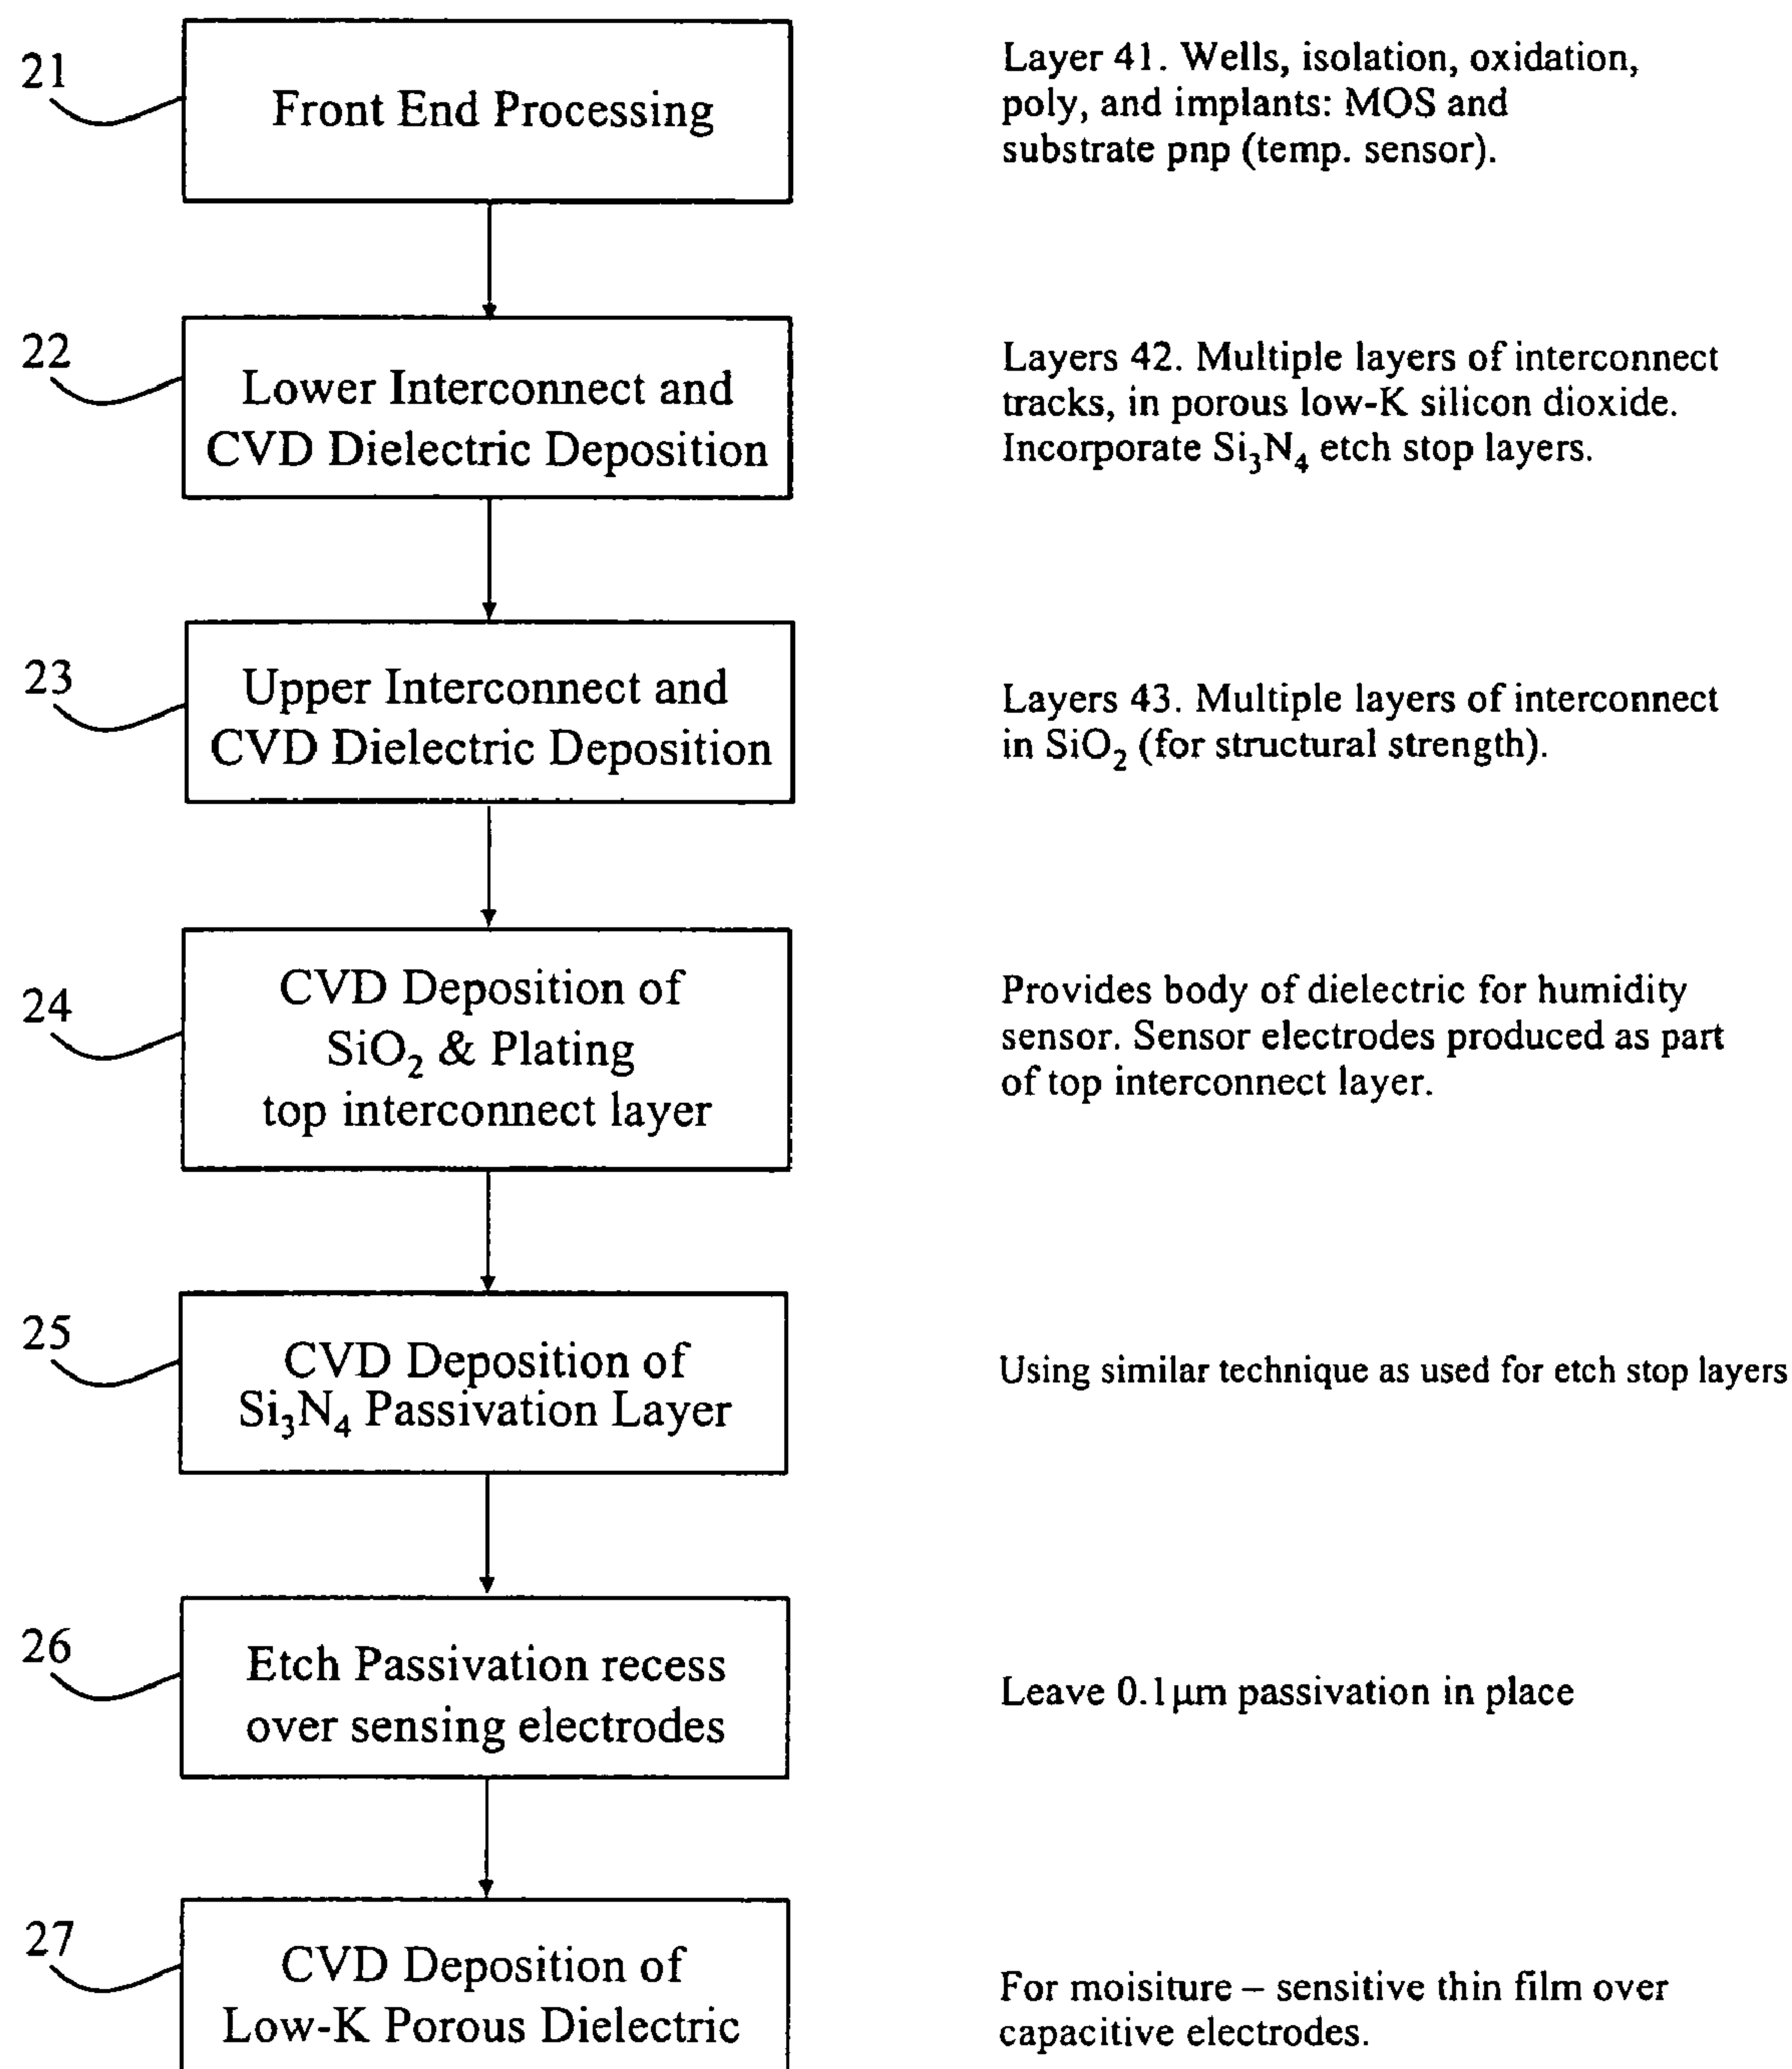 21
Front End Processing
Layer 41. Wells, isolation, oxidation,
poly, and implants: MOS and
substrate pnp (temp. sensor).
22
Lower Interconnect and
CVD Dielectric Deposition
Layers 42. Multiple layers of interconnect
tracks, in porous low-K silicon dioxide.
Incorporate Si₃N₄ etch stop layers.
23
Upper Interconnect and
CVD Dielectric Deposition
Layers 43. Multiple layers of interconnect
in SiO₂ (for structural strength).
24
CVD Deposition of
SiO₂ & Plating
top interconnect layer
Provides body of dielectric for humidity
sensor. Sensor electrodes produced as part
of top interconnect layer.
25
CVD Deposition of
Si₃N₄ Passivation Layer
Using similar technique as used for etch stop layers
26
Etch Passivation recess
over sensing electrodes
Leave 0.1μm passivation in place
27
CVD Deposition of
Low-K Porous Dielectric
For moisiture – sensitive thin film over
capacitive electrodes.